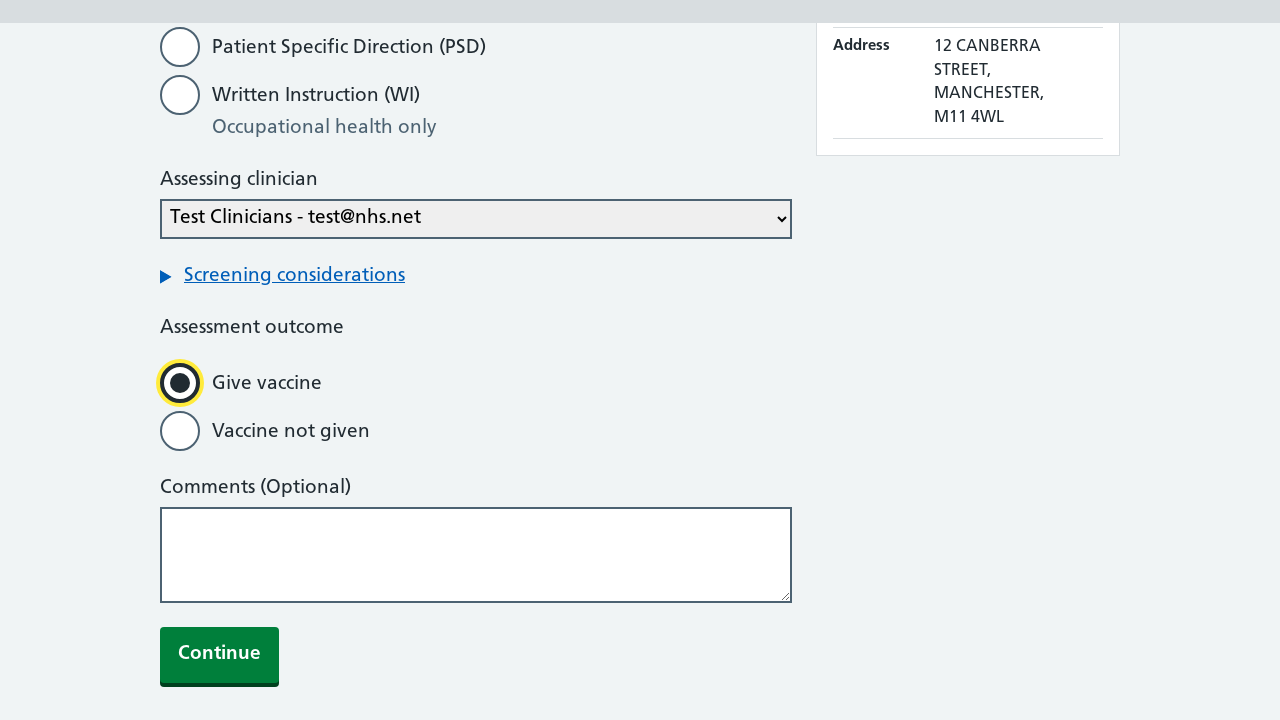 Patient Specific Direction (PSD)
Written Instruction (WI)
Occupational health only
Assessing clinician
Test Clinicians - test@nhs.net
Screening considerations
Assessment outcome
Give vaccine
Vaccine not given
Comments (Optional)
Continue
Address
12 CANBERRA
STREET,
MANCHESTER,
M11 4WL